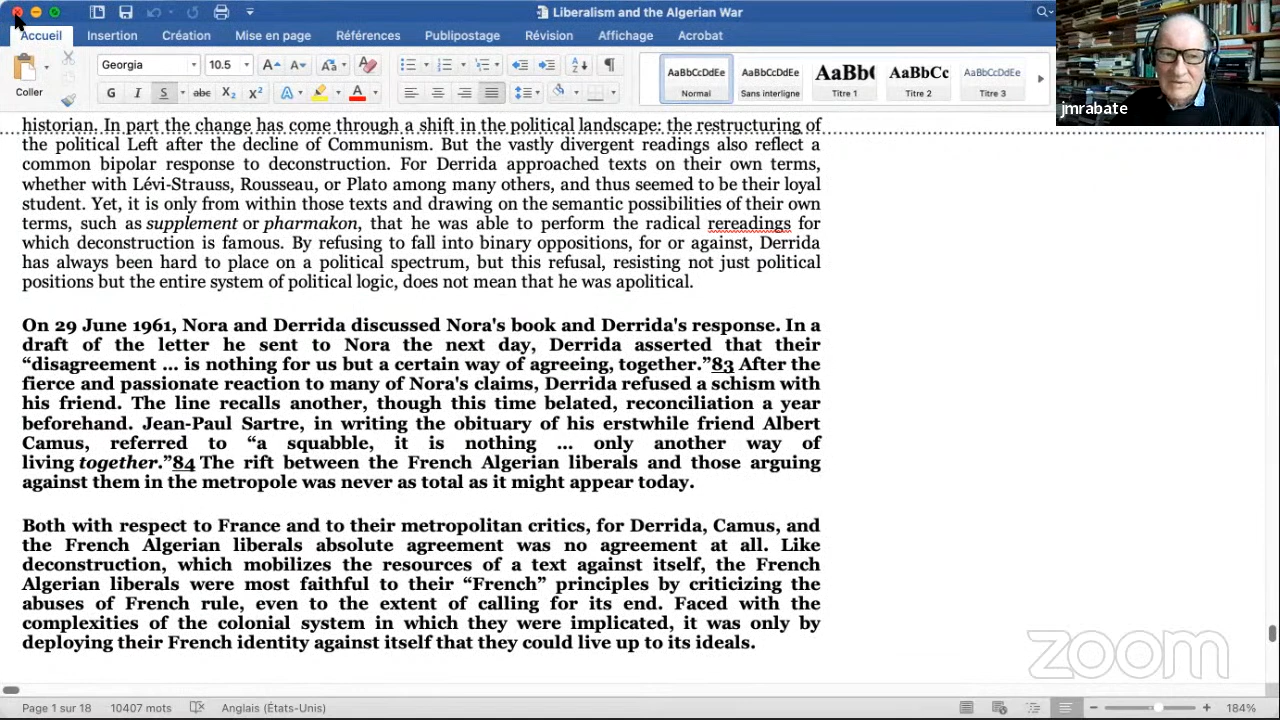 Liberalism and the Algerian War
Accueil Insertion Création Mise en page Références Publipostage Révision Affichage Acrobat
Coller
Georgia 10.5
G I S abc X₂ X² A A
AaBbCcDdEe AaBbCcDdEe AaBb( AaBbCc AaBbCcDdEe
Normal Sans interligne Titre 1 Titre 2 Titre 3
jmrabate
historian. In part the change has come through a shift in the political landscape: the restructuring of
the political Left after the decline of Communism. But the vastly divergent readings also reflect a
common bipolar response to deconstruction. For Derrida approached texts on their own terms,
whether with Lévi-Strauss, Rousseau, or Plato among many others, and thus seemed to be their loyal
student. Yet, it is only from within those texts and drawing on the semantic possibilities of their own
terms, such as supplement or pharmakon, that he was able to perform the radical rereadings for
which deconstruction is famous. By refusing to fall into binary oppositions, for or against, Derrida
has always been hard to place on a political spectrum, but this refusal, resisting not just political
positions but the entire system of political logic, does not mean that he was apolitical.
On 29 June 1961, Nora and Derrida discussed Nora's book and Derrida's response. In a
draft of the letter he sent to Nora the next day, Derrida asserted that their
“disagreement ... is nothing for us but a certain way of agreeing, together.”83 After the
fierce and passionate reaction to many of Nora's claims, Derrida refused a schism with
his friend. The line recalls another, though this time belated, reconciliation a year
beforehand. Jean-Paul Sartre, in writing the obituary of his erstwhile friend Albert
Camus, referred to “a squabble, it is nothing ... only another way of
living together.”84 The rift between the French Algerian liberals and those arguing
against them in the metropole was never as total as it might appear today.
Both with respect to France and to their metropolitan critics, for Derrida, Camus, and
the French Algerian liberals absolute agreement was no agreement at all. Like
deconstruction, which mobilizes the resources of a text against itself, the French
Algerian liberals were most faithful to their “French” principles by criticizing the
abuses of French rule, even to the extent of calling for its end. Faced with the
complexities of the colonial system in which they were implicated, it was only by
deploying their French identity against itself that they could live up to its ideals.
zoom
Page 1 sur 18 10407 mots Anglais (États-Unis) 184%